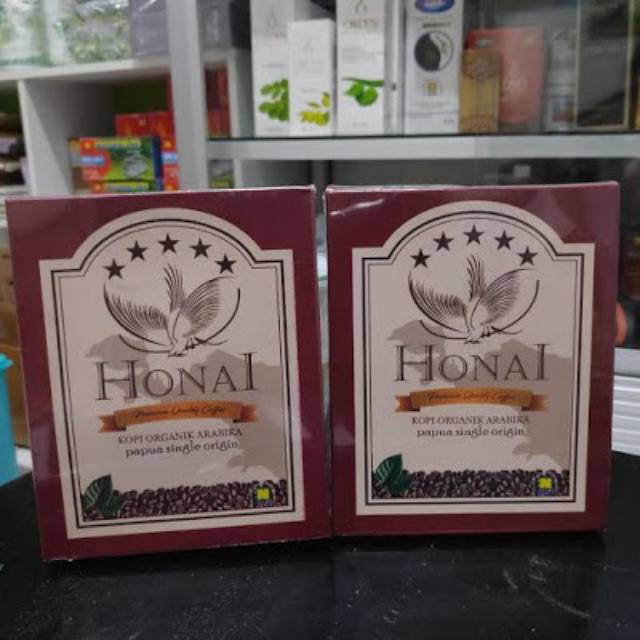 HONAI
Premium Quality Coffee
KOPI ORGANIK ARABIKA
papua single origin
HONAI
Premium Quality Coffee
KOPI ORGANIK ARABIKA
papua single origin